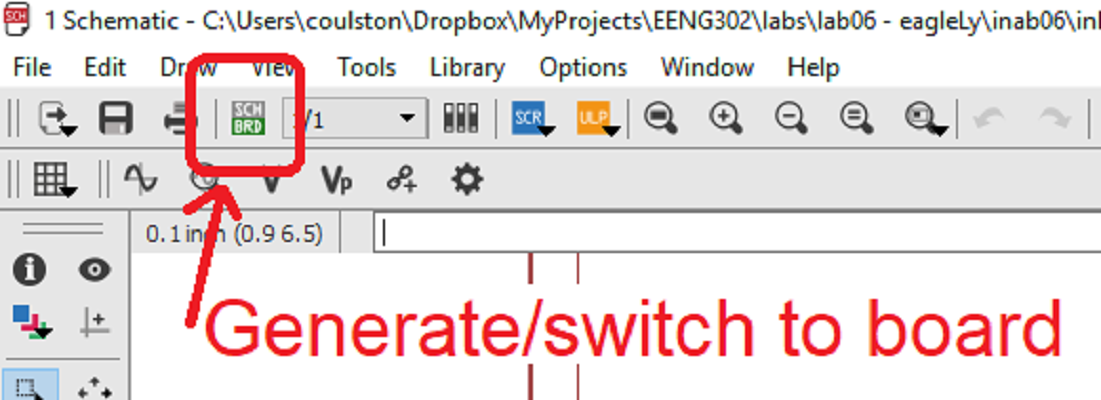 SCH
1 Schematic - C:\Users\coulston\Dropbox\MyProjects\EENG302\labs\lab06 - eagleLy\inab06\inl
File Edit Draw View Tools Library Options Window Help
SCH
BRD
1/1
SCR
ULP
V
Vp
0.1 inch (0.9 6.5)
Generate/switch to board